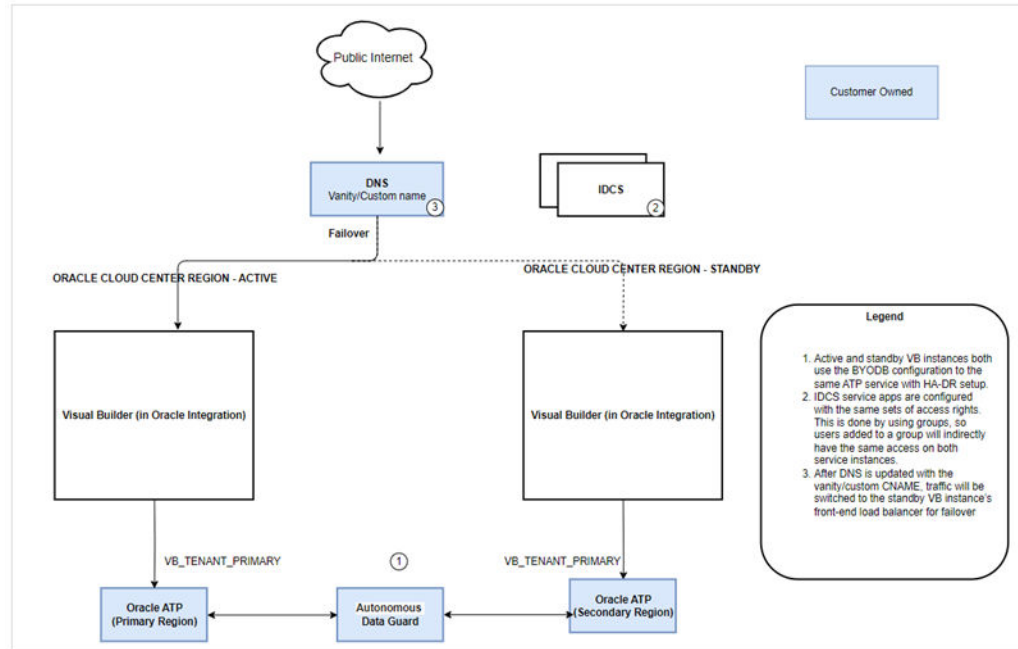 Public Internet
Customer Owned
DNS
Vanity/Custom name
3
IDCS
2
Failover
ORACLE CLOUD CENTER REGION - ACTIVE
ORACLE CLOUD CENTER REGION - STANDBY
Visual Builder (in Oracle Integration)
Visual Builder (in Oracle Integration)
Legend
1. Active and standby VB instances both
use the BYODB configuration to the
same ATP service with HA-DR setup.
2. IDCS service apps are configured
with the same sets of access rights.
This is done by using groups, so
users added to a group will indirectly
have the same access on both
service instances.
3. After DNS is updated with the
vanity/custom CNAME, traffic will be
switched to the standby VB instance's
front-end load balancer for failover
VB_TENANT_PRIMARY
1
VB_TENANT_PRIMARY
Oracle ATP
(Primary Region)
Autonomous
Data Guard
Oracle ATP
(Secondary Region)